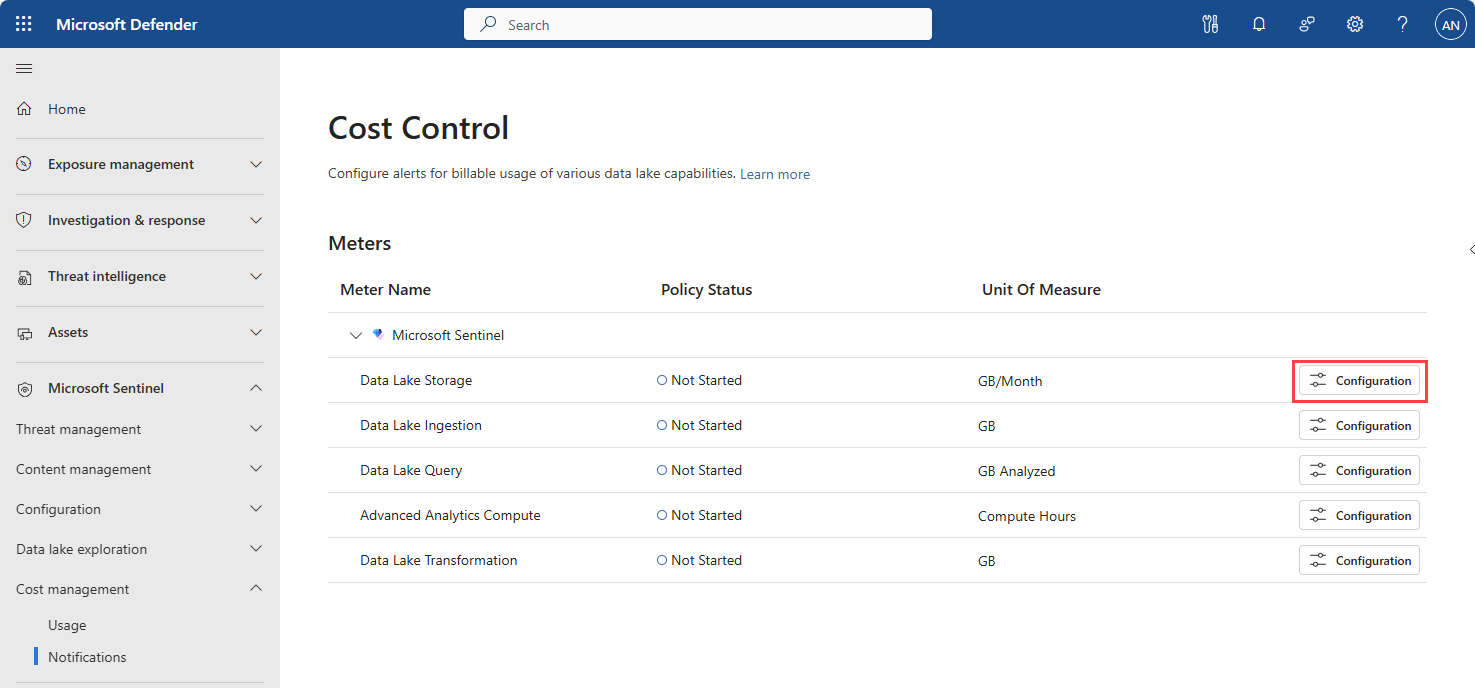 Microsoft Defender
Search
AN
Home
Exposure management
Investigation & response
Threat intelligence
Assets
Microsoft Sentinel
Threat management
Content management
Configuration
Data lake exploration
Cost management
Usage
Notifications
Cost Control
Configure alerts for billable usage of various data lake capabilities. Learn more
Meters
Meter Name Policy Status Unit Of Measure
Microsoft Sentinel
Data Lake Storage Not Started GB/Month Configuration
Data Lake Ingestion Not Started GB Configuration
Data Lake Query Not Started GB Analyzed Configuration
Advanced Analytics Compute Not Started Compute Hours Configuration
Data Lake Transformation Not Started GB Configuration